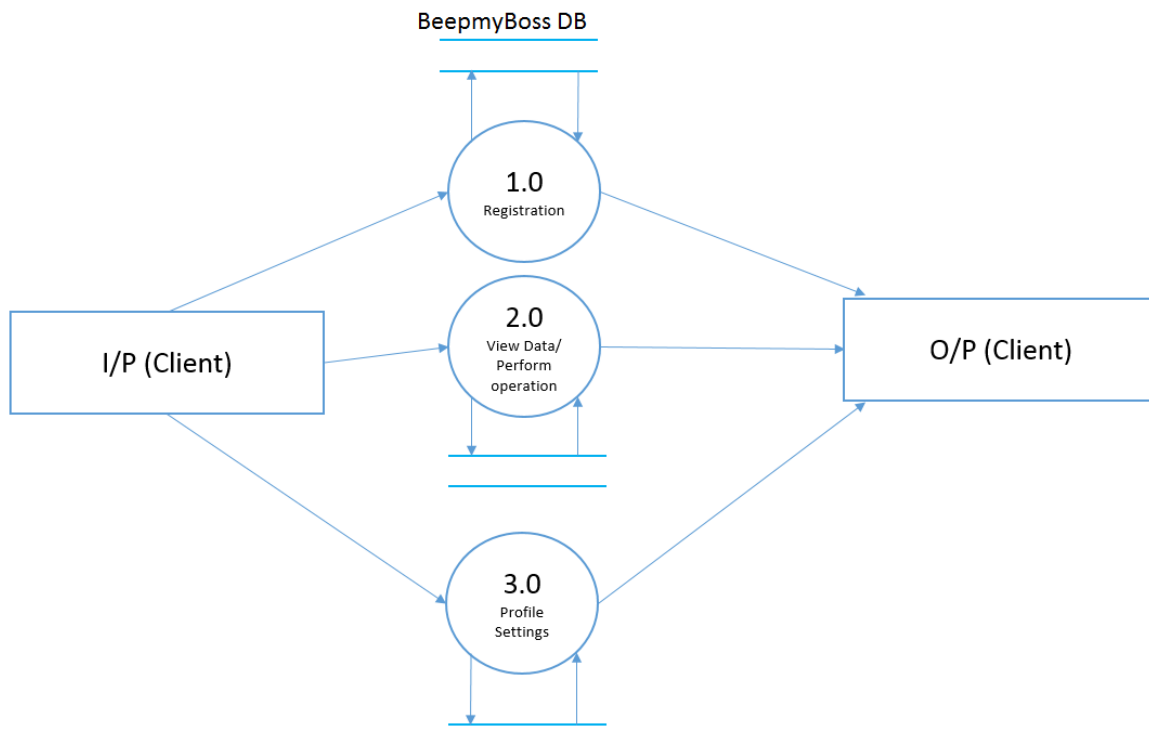 BeepmyBoss DB
1.0
Registration
I/P (Client)
2.0
View Data/
Perform
operation
O/P (Client)
3.0
Profile
Settings